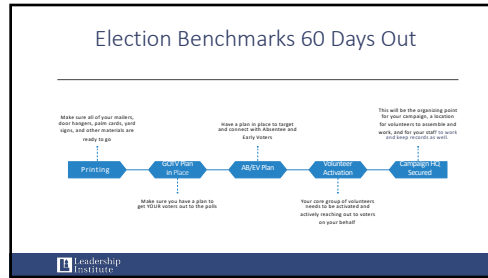 Election Benchmarks 60 Days Out
Make sure all of your mailers,
door hangers, palm cards, yard
signs, and other materials are
ready to go
Have a plan in place to target
and connect with Absentee and
Early Voters
This will be the organizing point
for your campaign, a location
for volunteers to assemble and
work, and for your staff to work
and keep records as well.
Printing
GOTV Plan
in Place
AB/EV Plan
Volunteer
Activation
Campaign HQ
Secured
Make sure you have a plan to
get YOUR voters out to the polls
Your core group of volunteers
needs to be activated and
actively reaching out to voters
on your behalf
Leadership
Institute